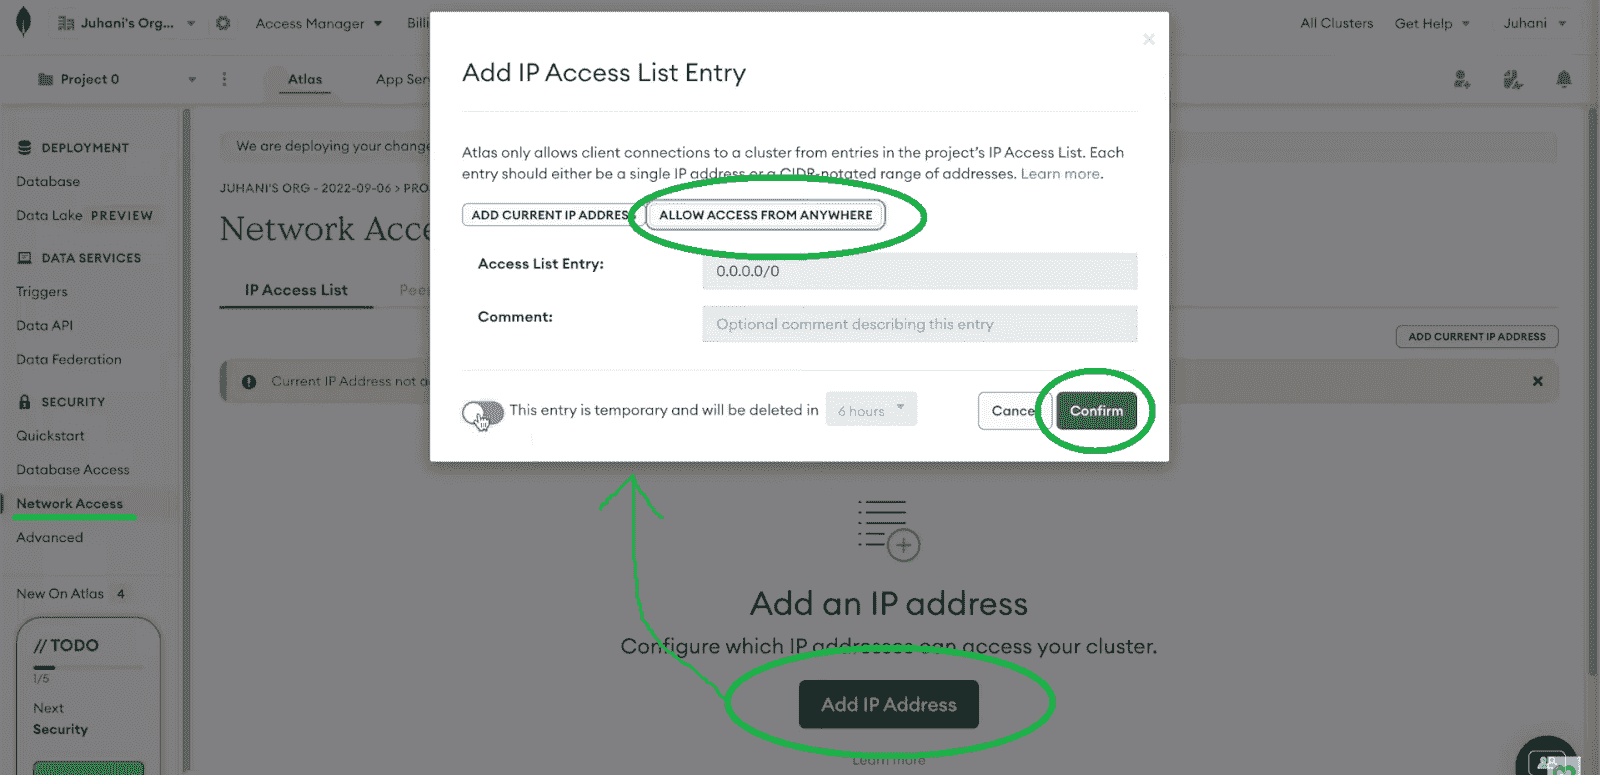 Juhani's Org...
Access Manager
All Clusters
Get Help
Juhani
Project 0
Atlas
DEPLOYMENT
Database
Data Lake PREVIEW
DATA SERVICES
Triggers
Data API
Data Federation
SECURITY
Quickstart
Database Access
Network Access
Advanced
New On Atlas 4
// TODO
1/5
Next
Security
We are deploying your change
JUHANI'S ORG - 2022-09-06 > PRO
Network Acce
IP Access List
ADD CURRENT IP ADDRESS
Current IP Address not a
Add IP Access List Entry
Atlas only allows client connections to a cluster from entries in the project's IP Access List. Each
entry should either be a single IP address or a CIDR-notated range of addresses. Learn more.
ADD CURRENT IP ADDRES
ALLOW ACCESS FROM ANYWHERE
Access List Entry:
0.0.0.0/0
Comment:
Optional comment describing this entry
This entry is temporary and will be deleted in
6 hours
Cance
Confirm
Add an IP address
Configure which IP addresses can access your cluster.
Add IP Address
Learn more